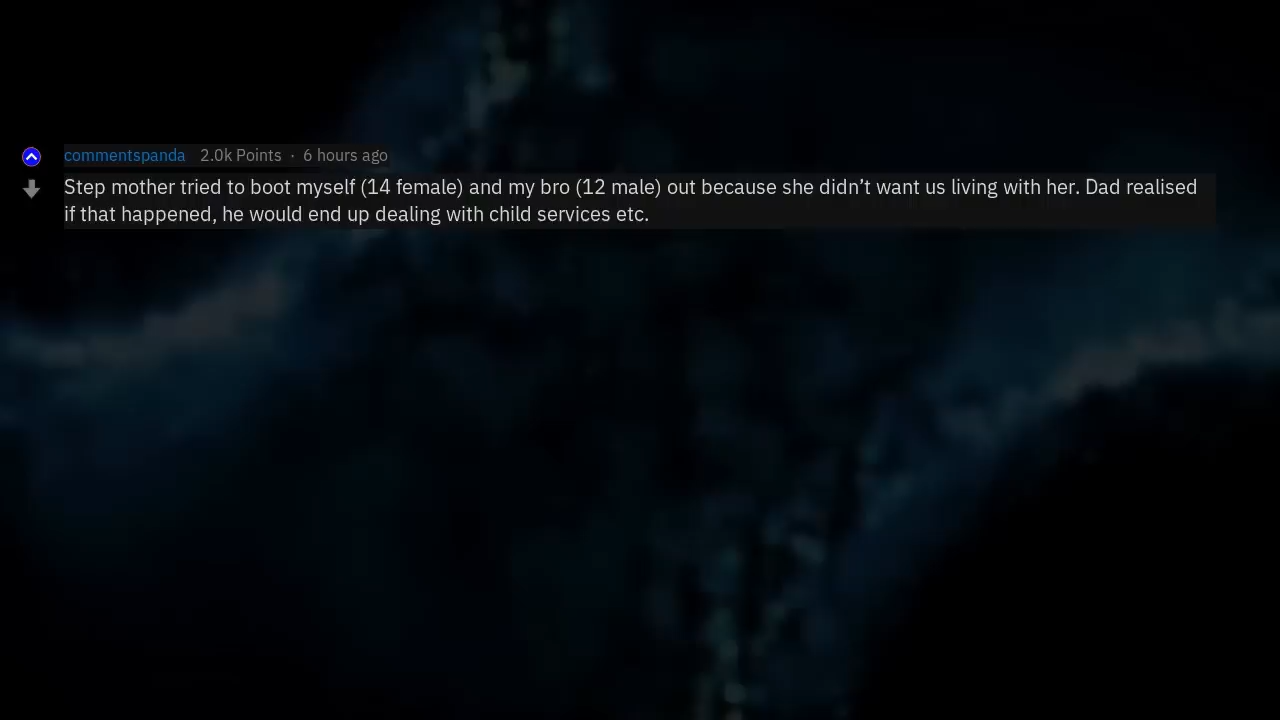 commentspanda 2.0k Points · 6 hours ago
Step mother tried to boot myself (14 female) and my bro (12 male) out because she didn’t want us living with her. Dad realised
if that happened, he would end up dealing with child services etc.